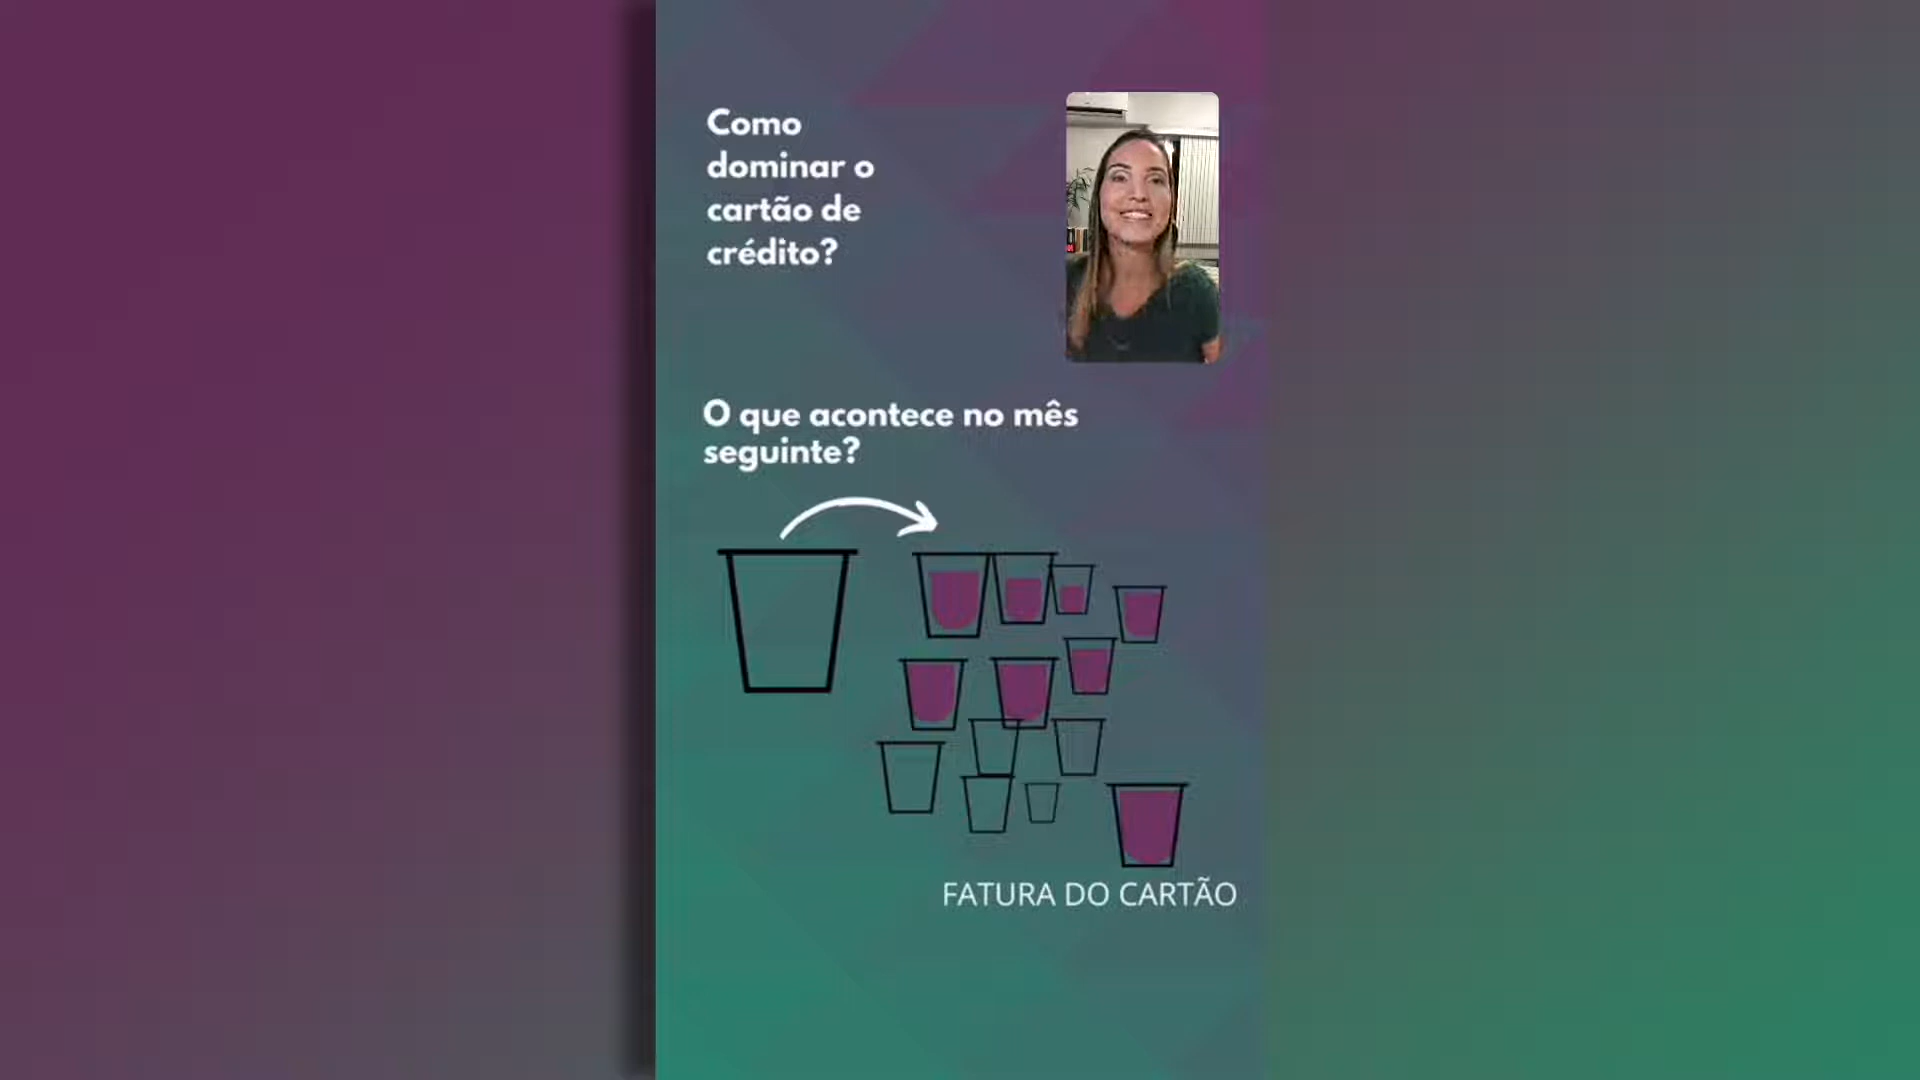 Como
dominar o
cartão de
crédito?
O que acontece no mês
seguinte?
FATURA DO CARTÃO